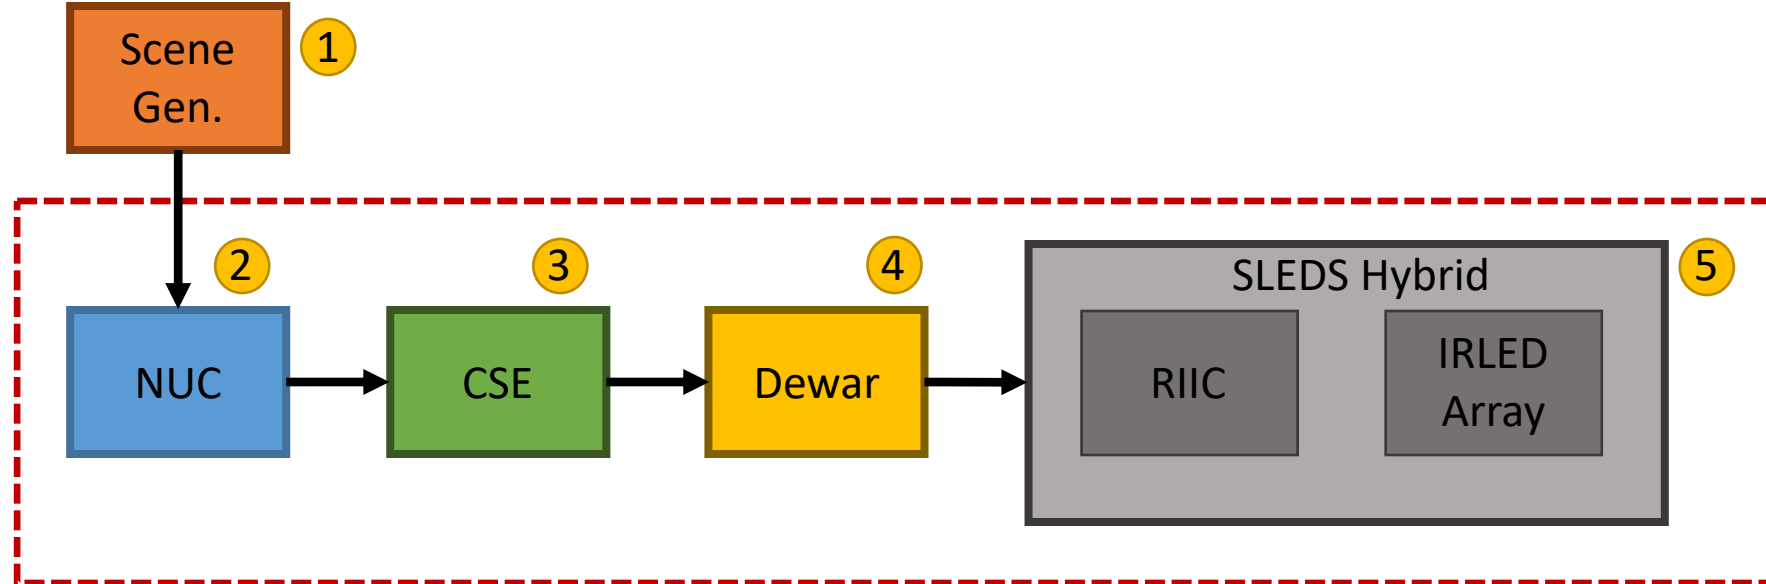 Scene
Gen.
1
2
3
4
5
NUC
CSE
Dewar
SLEDS Hybrid
RIIC
IRLED
Array